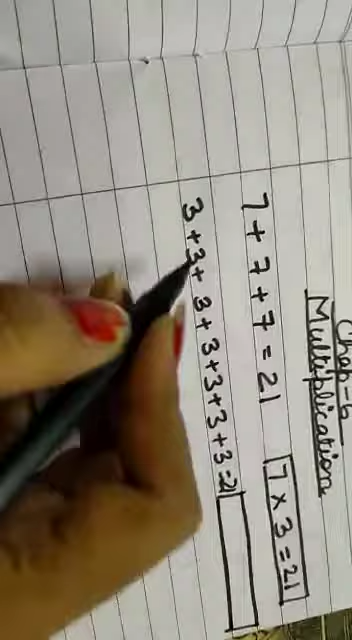 Chap-6
Multiplication
7 + 7 + 7 = 21 7 × 3 = 21
3 + 3 + 3 + 3 + 3 + 3 + 3 = 21